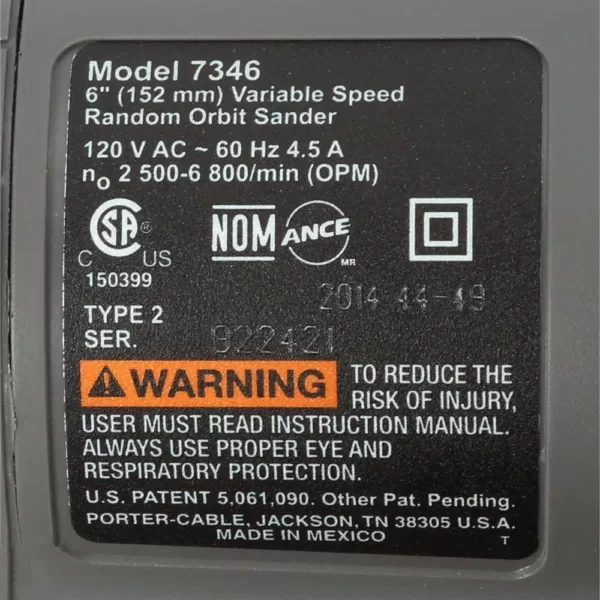 Model 7346
6" (152 mm) Variable Speed
Random Orbit Sander
120 V AC ~ 60 Hz 4.5 A
no 2 500-6 800/min (OPM)
CSA ®
C US
NOM ANCE
MR
150399
2014 44-49
TYPE 2
SER. 922421
WARNING TO REDUCE THE
RISK OF INJURY,
USER MUST READ INSTRUCTION MANUAL.
ALWAYS USE PROPER EYE AND
RESPIRATORY PROTECTION.
U.S. PATENT 5,061,090. Other Pat. Pending.
PORTER-CABLE, JACKSON, TN 38305 U.S.A.
MADE IN MEXICO
T